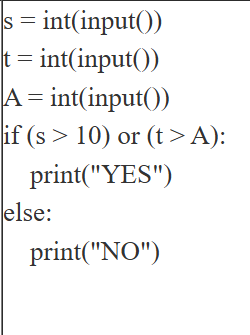 s = int(input())
t = int(input())
A = int(input())
if (s > 10) or (t > A):
    print("YES")
else:
    print("NO")